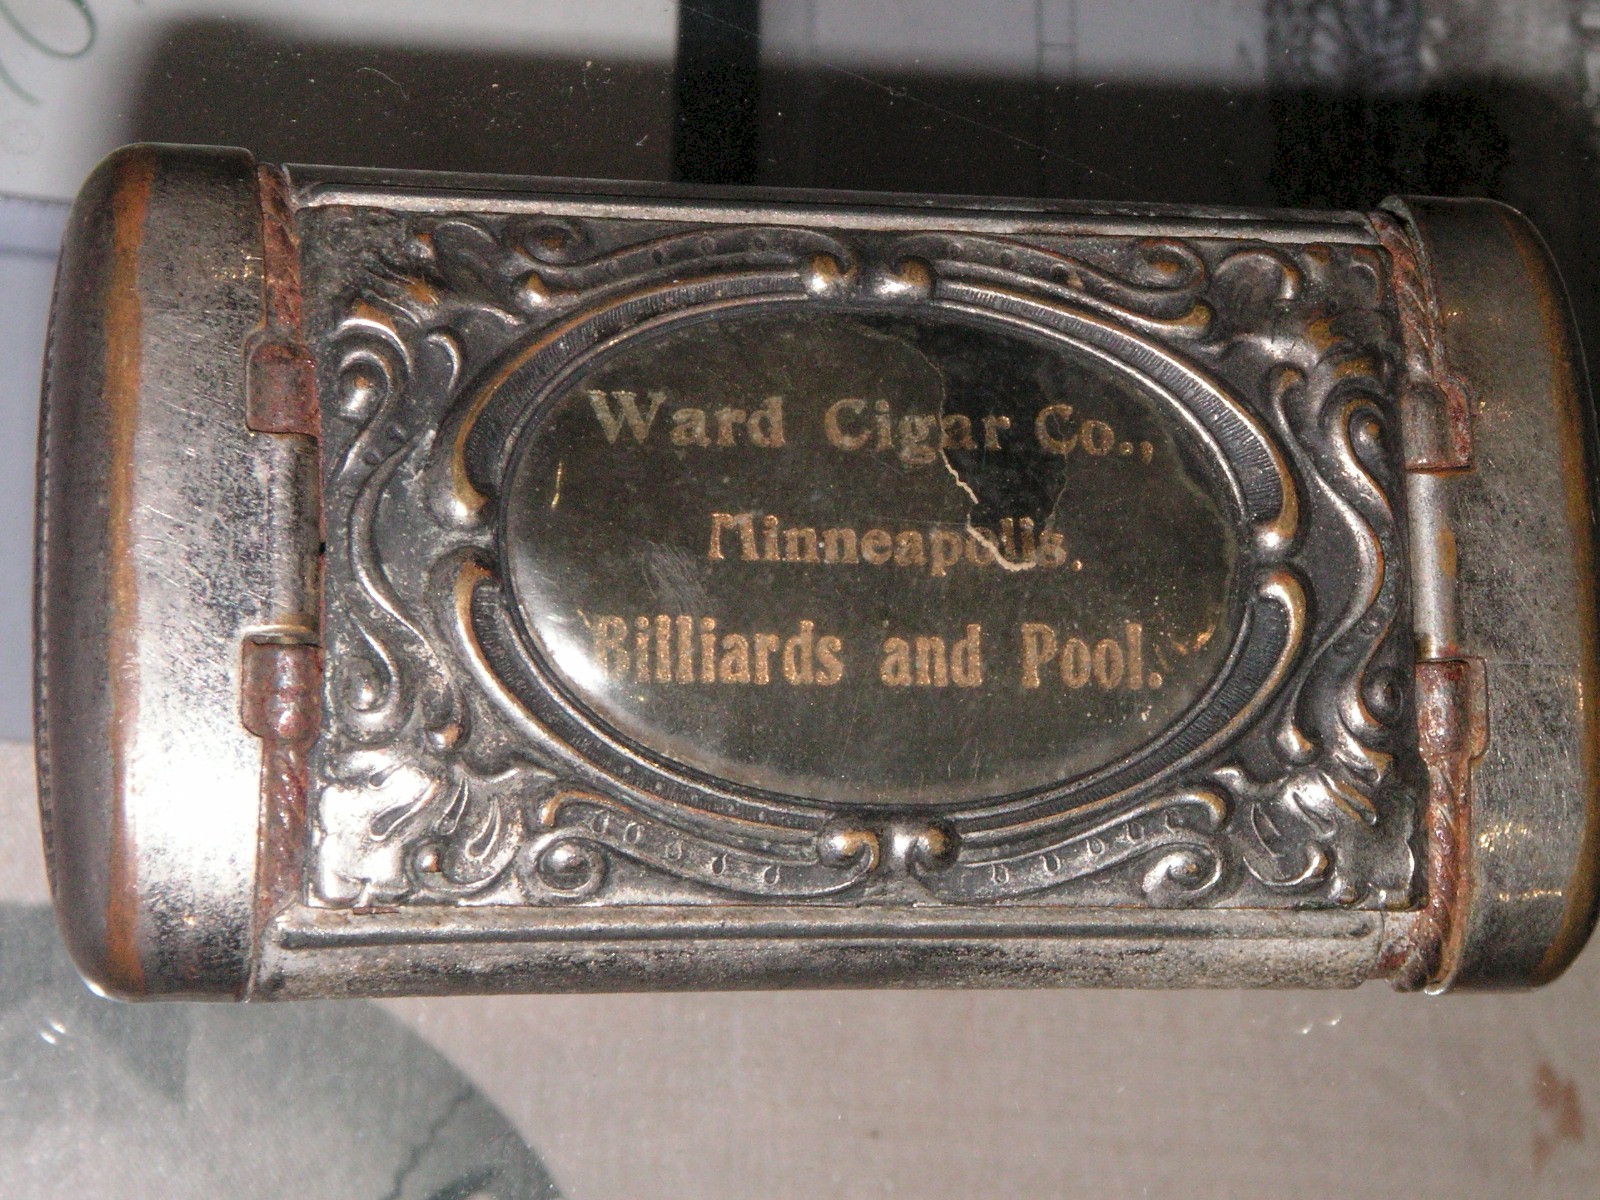 Ward Cigar Co.,
Minneapolis.
Billiards and Pool.